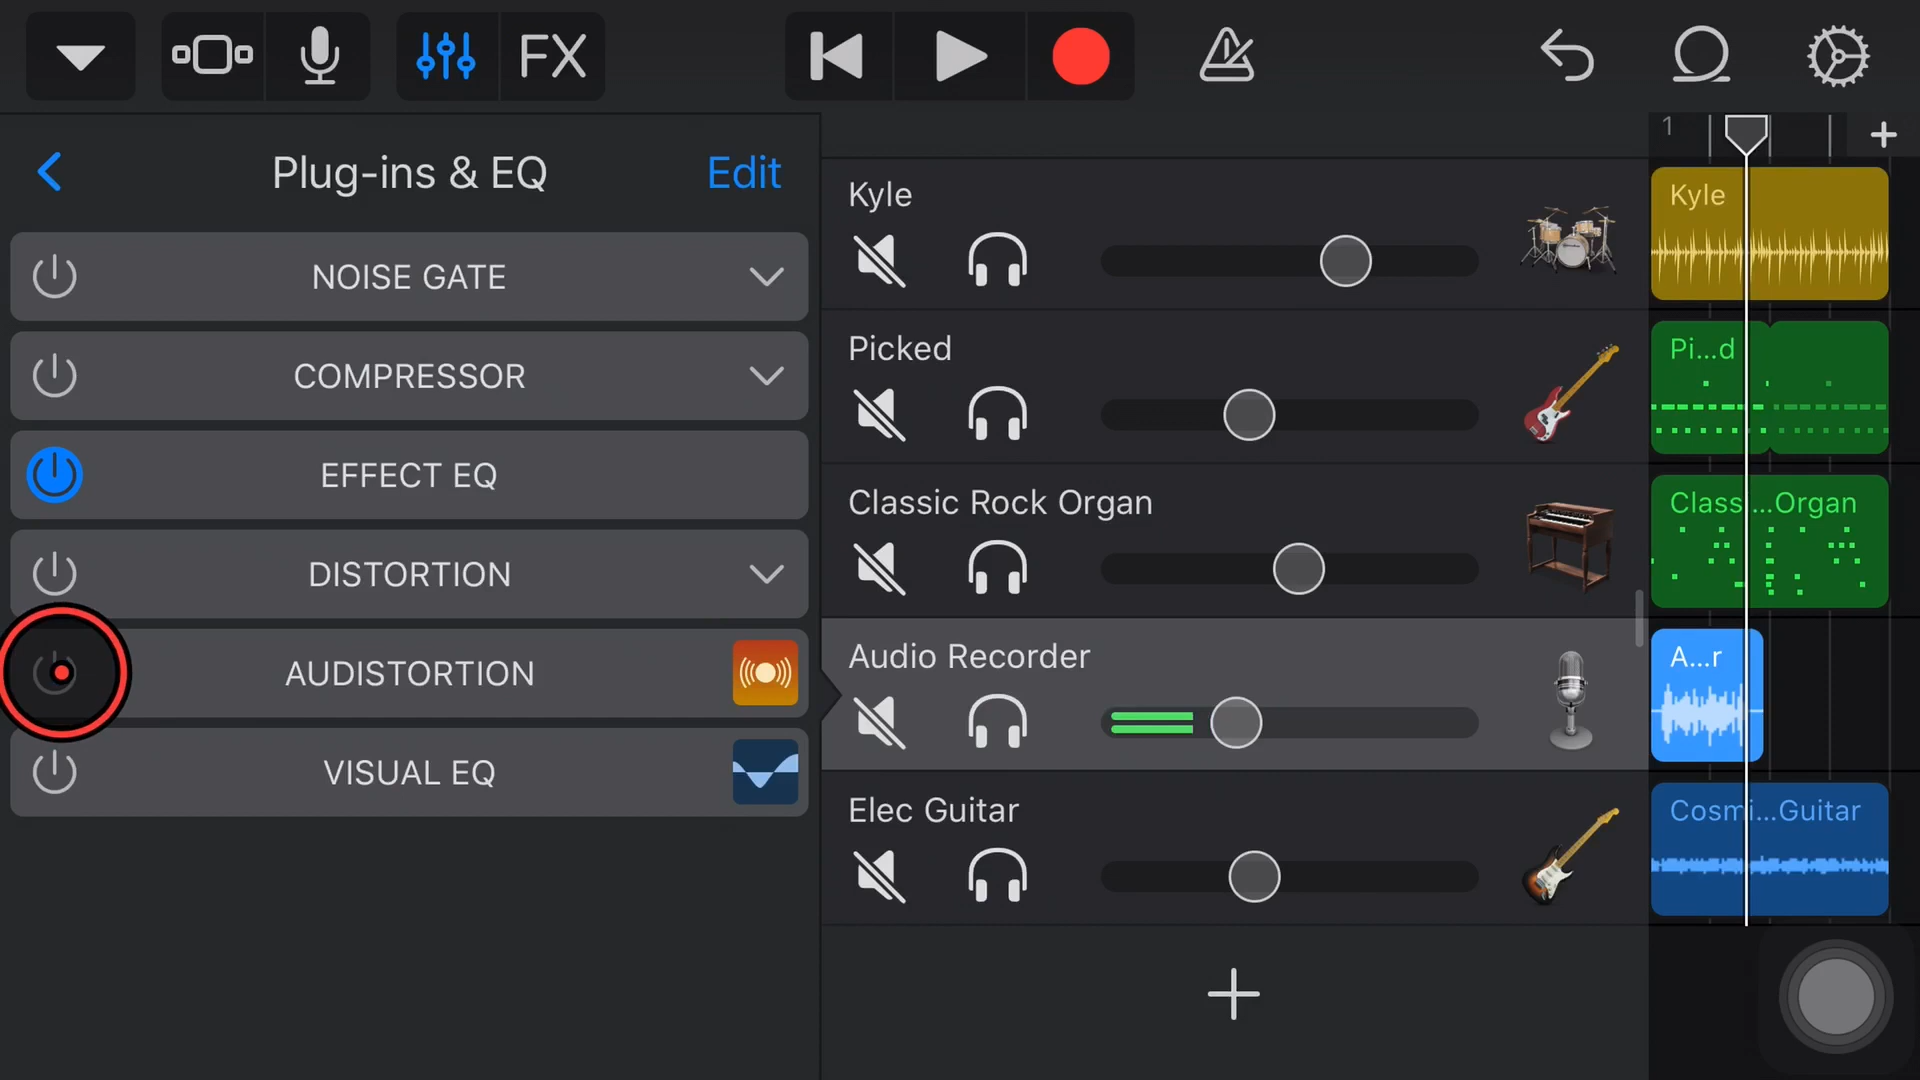 FX
Plug-ins & EQ
Edit
NOISE GATE
COMPRESSOR
EFFECT EQ
DISTORTION
AUDISTORTION
VISUAL EQ
Kyle
Picked
Classic Rock Organ
Audio Recorder
Elec Guitar
1
Kyle
Pi...d
Class...Organ
A...r
Cosmi...Guitar